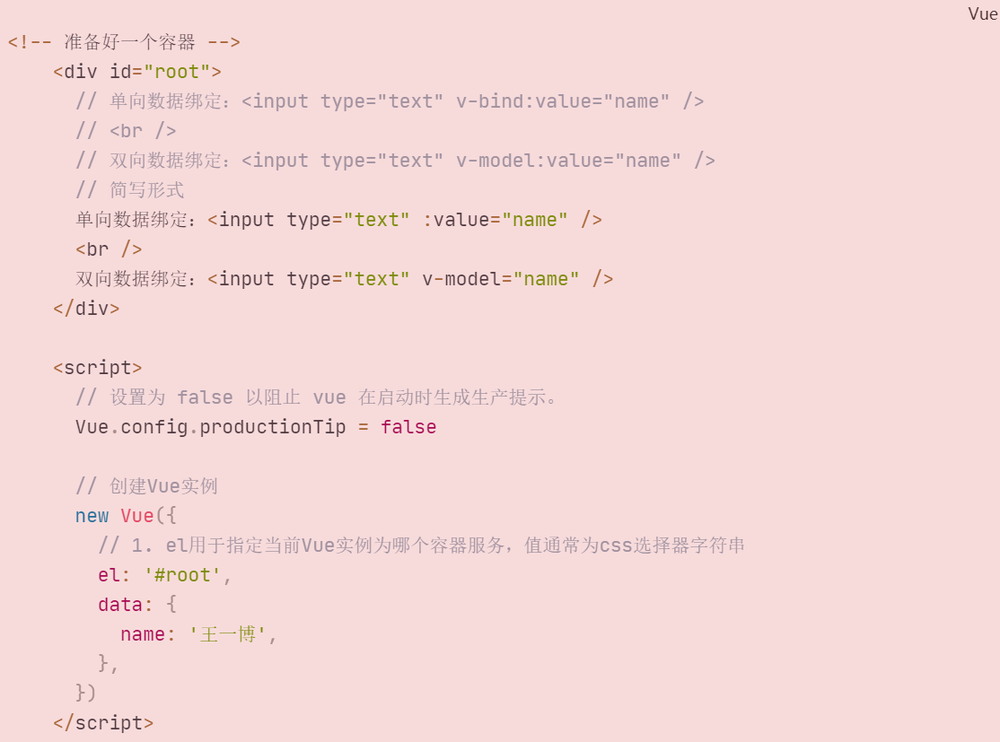 Vue
<!-- 准备好一个容器 -->
    <div id="root">
      // 单向数据绑定：<input type="text" v-bind:value="name" />
      // <br />
      // 双向数据绑定：<input type="text" v-model:value="name" />
      // 简写形式
      单向数据绑定：<input type="text" :value="name" />
      <br />
      双向数据绑定：<input type="text" v-model="name" />
    </div>

    <script>
      // 设置为 false 以阻止 vue 在启动时生成生产提示。
      Vue.config.productionTip = false

      // 创建Vue实例
      new Vue({
        // 1. el用于指定当前Vue实例为哪个容器服务，值通常为css选择器字符串
        el: '#root',
        data: {
          name: '王一博',
        },
      })
    </script>